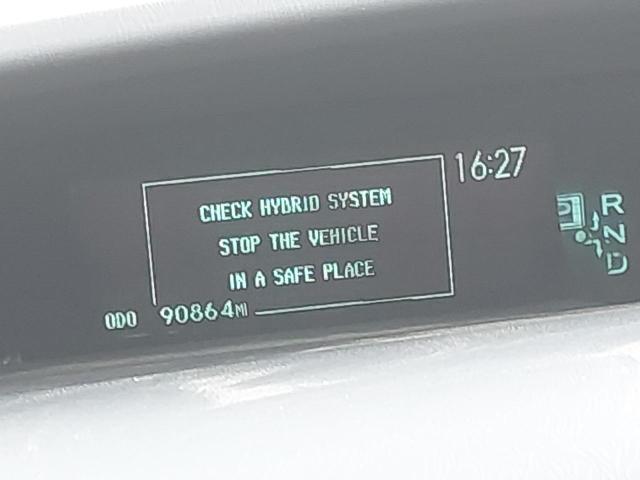 16:27
CHECK HYBRID SYSTEM
STOP THE VEHICLE
IN A SAFE PLACE
ODO 90864MI
P R
N
D